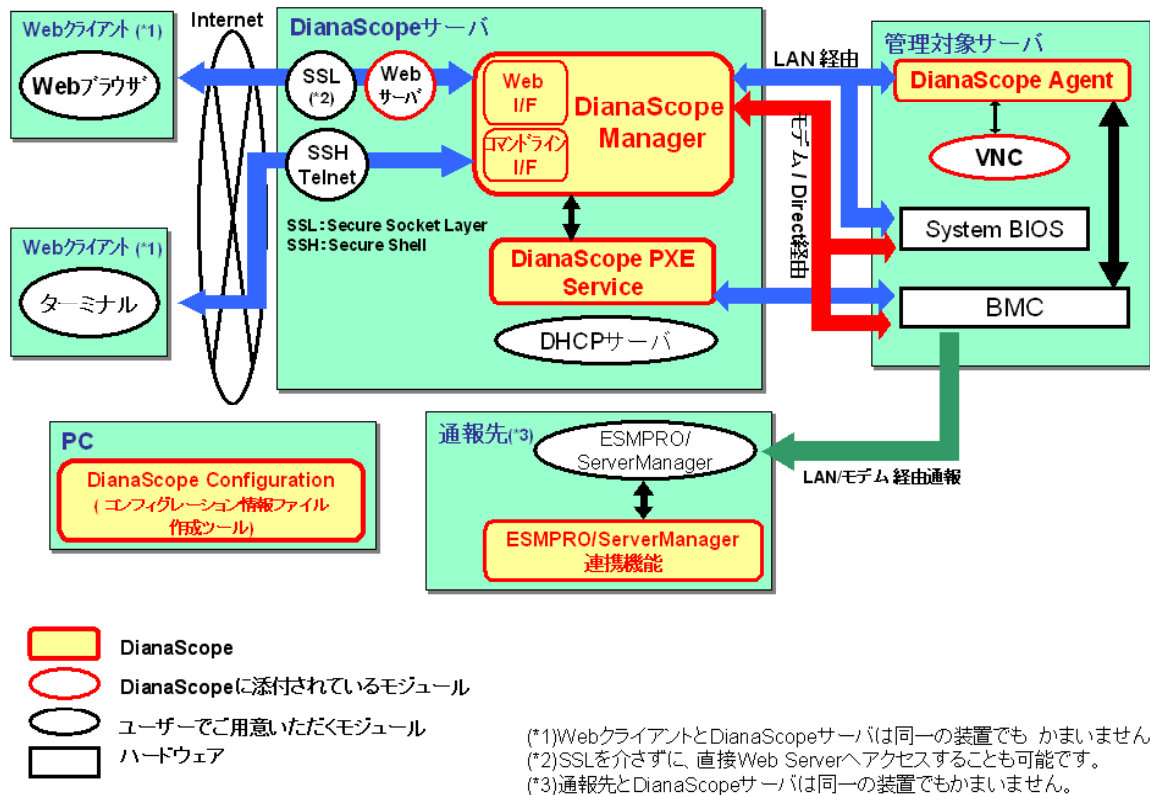 Webクライアント (*1)
Webブラウザ
Internet
DianaScopeサーバ
SSL
(*2)
Web
サーバ
Web
I/F
DianaScope
Manager
コマンドライン
I/F
SSH
Telnet
SSL：Secure Socket Layer
SSH：Secure Shell
DianaScope PXE
Service
DHCPサーバ
LAN 経由
モデム / Direct経由
管理対象サーバ
DianaScope Agent
VNC
System BIOS
BMC
Webクライアント (*1)
ターミナル
PC
DianaScope Configuration
( コンフィグレーション情報ファイル
作成ツール)
通報先(*3)
ESMPRO/
ServerManager
ESMPRO/ServerManager
連携機能
LAN/モデム 経由通報
DianaScope
DianaScopeに添付されているモジュール
ユーザーでご用意いただくモジュール
ハードウェア
(*1)WebクライアントとDianaScopeサーバは同一の装置でも かまいません
(*2)SSLを介さずに、直接Web Serverへアクセスすることも可能です。
(*3)通報先とDianaScopeサーバは同一の装置でもかまいません。